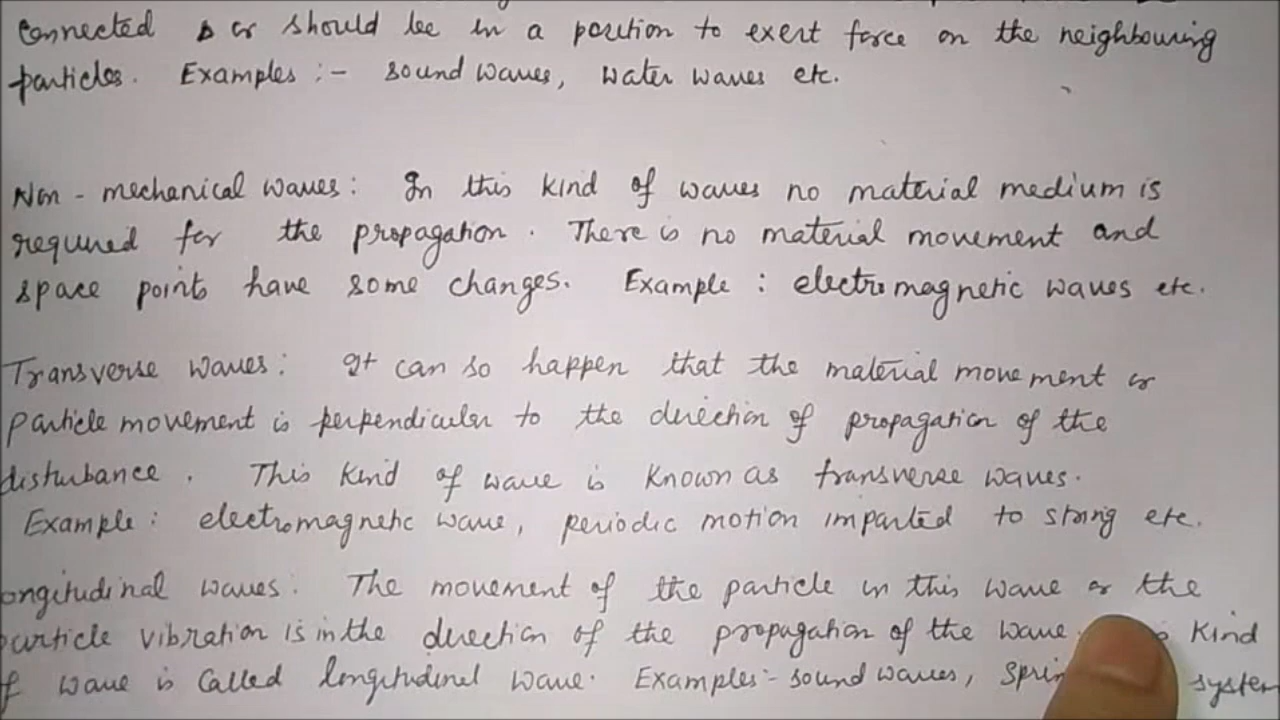 connected or should be in a position to exert force on the neighbouring
particles. Examples :- sound waves, water waves etc.
Non - mechanical waves : In this kind of waves no material medium is
required for the propagation. There is no material movement and
space points have some changes. Example : electromagnetic waves etc.
Transverse waves : It can so happen that the material movement or
particle movement is perpendicular to the direction of propagation of the
disturbance. This kind of wave is known as transverse waves.
Example : electromagnetic wave, periodic motion imparted to string etc.
ongitudinal waves : The movement of the particle in this wave or the
particle vibration is in the direction of the propagation of the wave. kind
f wave is called longitudinal wave. Examples :- sound waves, Sprin system